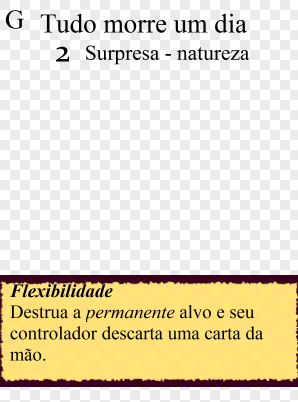 G Tudo morre um dia
2 Surpresa - natureza
Flexibilidade
Destrua a permanente alvo e seu
controlador descarta uma carta da
mão.